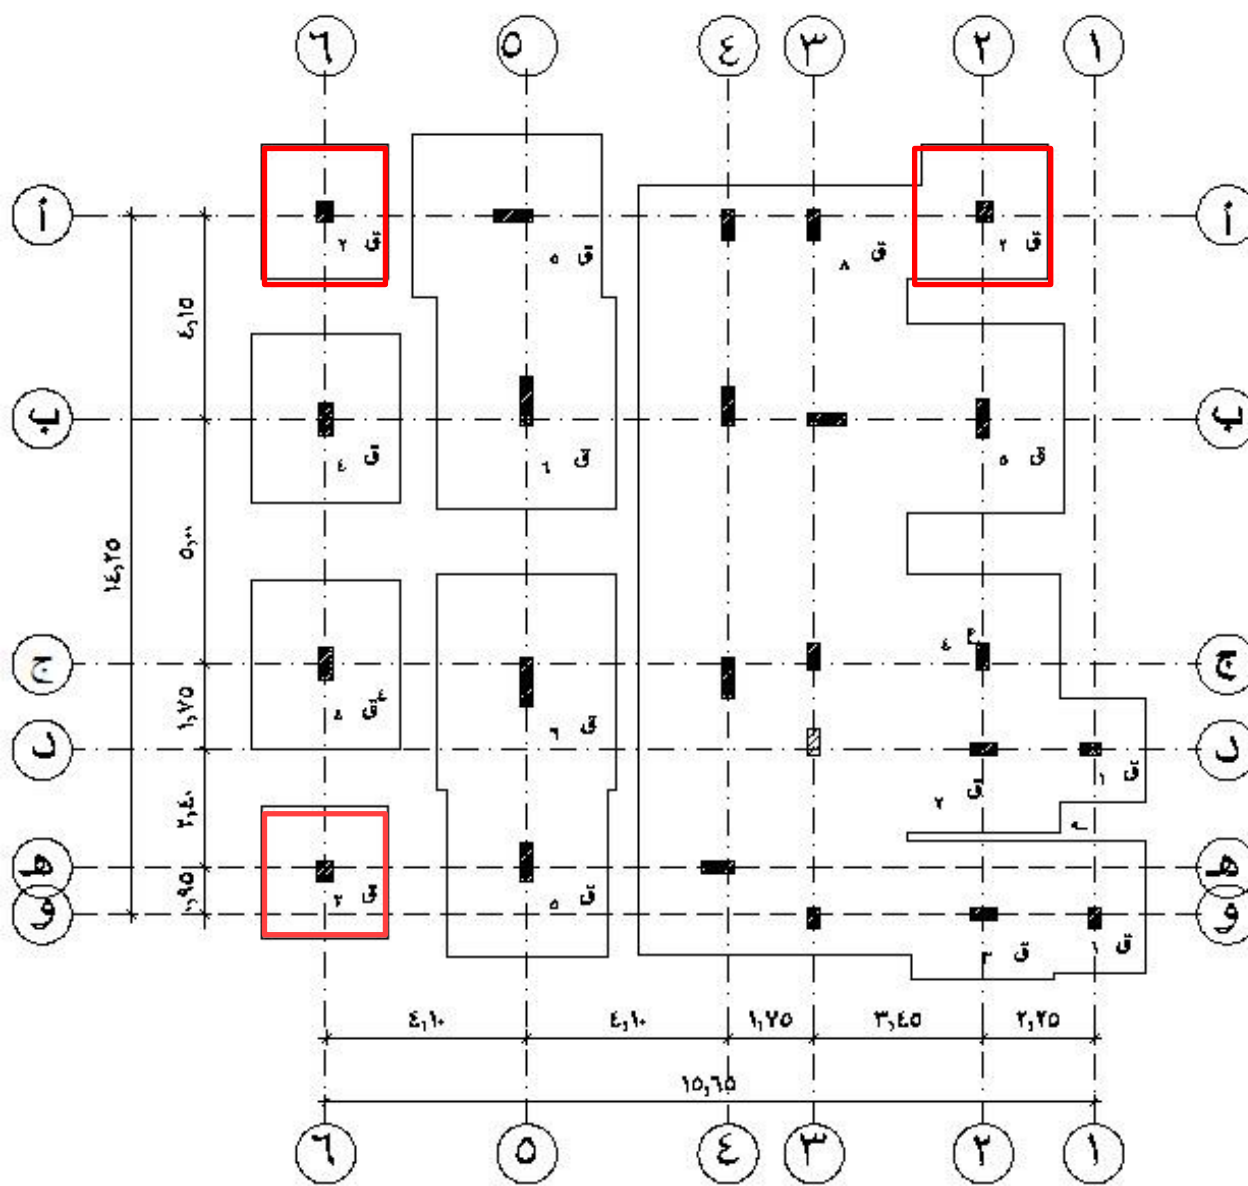 ٦ ٥ ٤ ٣ ٢ ١
أ أ
ق ٢ ق ٥ ق ٨ ق ٢
٤,١٥
ب ب
ق ٤ ق ٦ ق ٥
٥,٠٠
١٤,٢٥
ج ج
٤
ق ٤ ق ٦
١,٧٥
د د
ق ٢ ق ١
٢,٤٠
ه ه
ق ٢ ق ٥
٠,٩٥
و و
ق ٣ ق ١
٤,١٠ ٤,١٠ ١,٧٥ ٣,٤٥ ٢,٢٥
١٥,٦٥
٦ ٥ ٤ ٣ ٢ ١